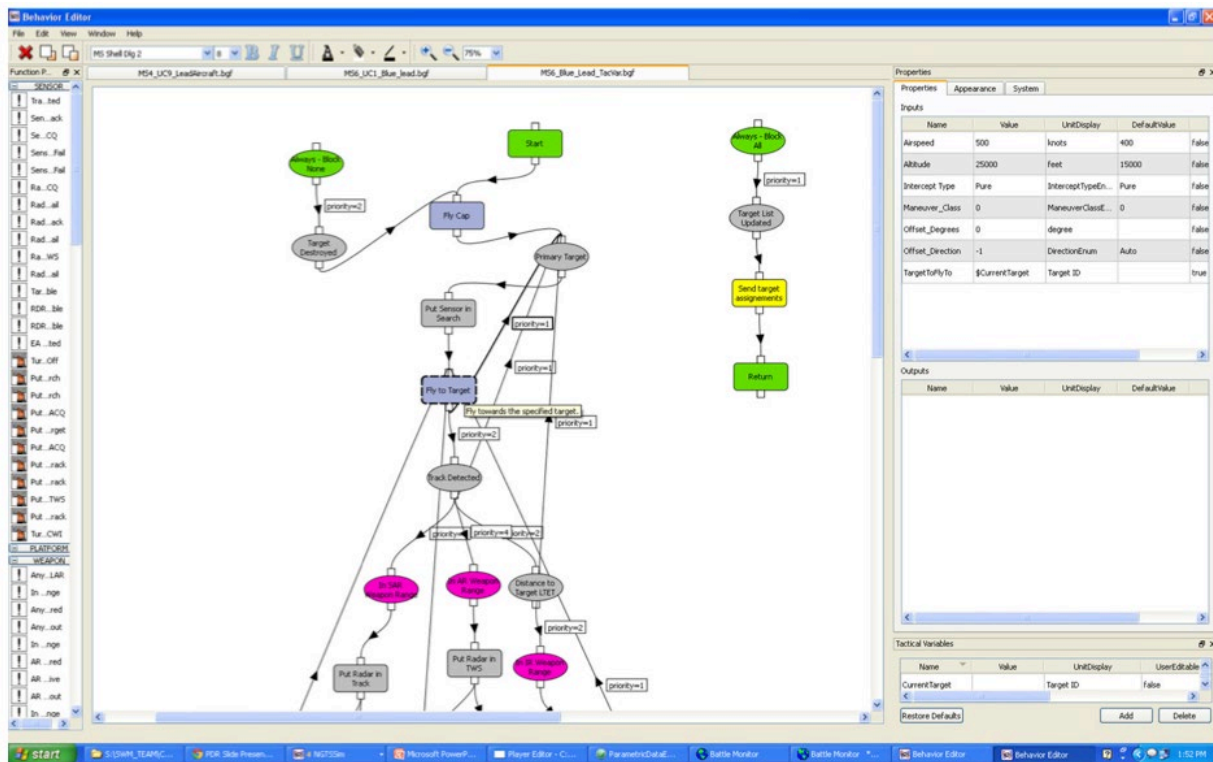 Behavior Editor
File Edit View Window Help
MS Shell Dlg 2 8 B I U A 75%
Function P...
MS4_UC9_LeadAircraft.bgf MS6_UC1_Blue_lead.bgf MS6_Blue_Lead_TacVar.bgf
SENSOR
Tra...ted
Sen...ack
Se...CQ
Sens...Fail
Sens...Fail
Ra...CQ
Rad...ail
Rad...ack
Rad...ail
Ra...WS
Rad...ail
Tar...ble
RDR...ble
RDR...ble
EA ...ted
Tur...Off
Put...rch
Put...rch
Put...ACQ
Put ...rget
Put...ACQ
Put ...rack
Put ...rack
Put...TWS
Put ...rack
Tur...CWI
PLATFORM
WEAPON
Any...LAR
In ...nge
Any...red
Any...out
In ...nge
AR ...red
AR ...ive
AR ...out
In ...nge
Always - Block
None
priority=2
Target
Destroyed
Start
Fly Cap
Primary Target
Put Sensor in
Search
priority=1
priority=1
Fly to Target
Fly towards the specified target.
priority=1
priority=2
Track Detected
priority=4
In SAR
Weapon Range
In AR Weapon
Range
Distance to
Target LTET
priority=2
Put Radar in
Track
Put Radar in
TWS
In IR Weapon
Range
priority=1
Always - Block
All
priority=1
Target List
Updated
Send target
assignements
Return
Properties
Properties Appearance System
Inputs
Name Value UnitDisplay DefaultValue
Airspeed 500 knots 400 false
Altitude 25000 feet 15000 false
Intercept Type Pure InterceptTypeEn... Pure false
Maneuver_Class 0 ManeuverClassE... 0 false
Offset_Degrees 0 degree false
Offset_Direction -1 DirectionEnum Auto false
TargetToFlyTo $CurrentTarget Target ID true
Outputs
Name Value UnitDisplay DefaultValue
Tactical Variables
Name Value UnitDisplay UserEditable
CurrentTarget Target ID false
Restore Defaults Add Delete
start S:\SWM_TEAM\C... PDR Slide Presen... 4 NGTSSim Microsoft PowerP... Player Editor - C:... ParametricDataE... Battle Monitor Battle Monitor *... Behavior Editor Behavior Editor 1:52 PM